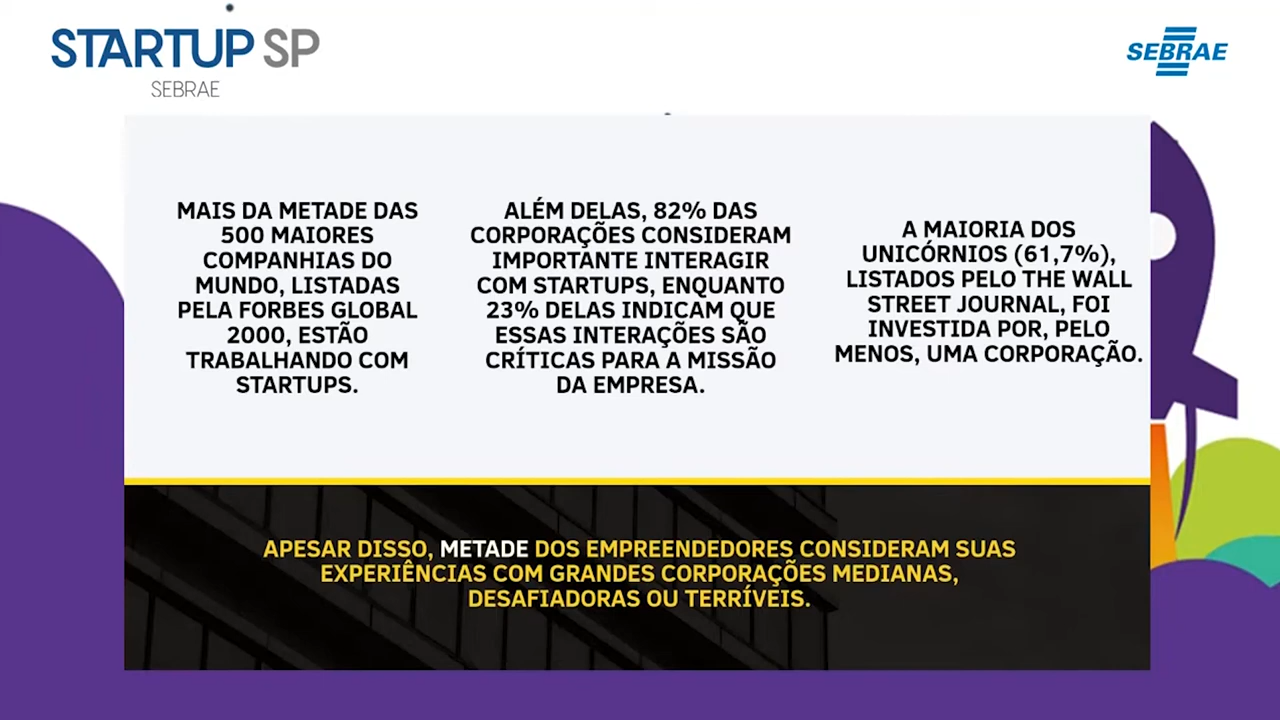 STARTUP SP
SEBRAE
SEBRAE
MAIS DA METADE DAS
500 MAIORES
COMPANHIAS DO
MUNDO, LISTADAS
PELA FORBES GLOBAL
2000, ESTÃO
TRABALHANDO COM
STARTUPS.
ALÉM DELAS, 82% DAS
CORPORAÇÕES CONSIDERAM
IMPORTANTE INTERAGIR
COM STARTUPS, ENQUANTO
23% DELAS INDICAM QUE
ESSAS INTERAÇÕES SÃO
CRÍTICAS PARA A MISSÃO
DA EMPRESA.
A MAIORIA DOS
UNICÓRNIOS (61,7%),
LISTADOS PELO THE WALL
STREET JOURNAL, FOI
INVESTIDA POR, PELO
MENOS, UMA CORPORAÇÃO.
APESAR DISSO, METADE DOS EMPREENDEDORES CONSIDERAM SUAS
EXPERIÊNCIAS COM GRANDES CORPORAÇÕES MEDIANAS,
DESAFIADORAS OU TERRÍVEIS.